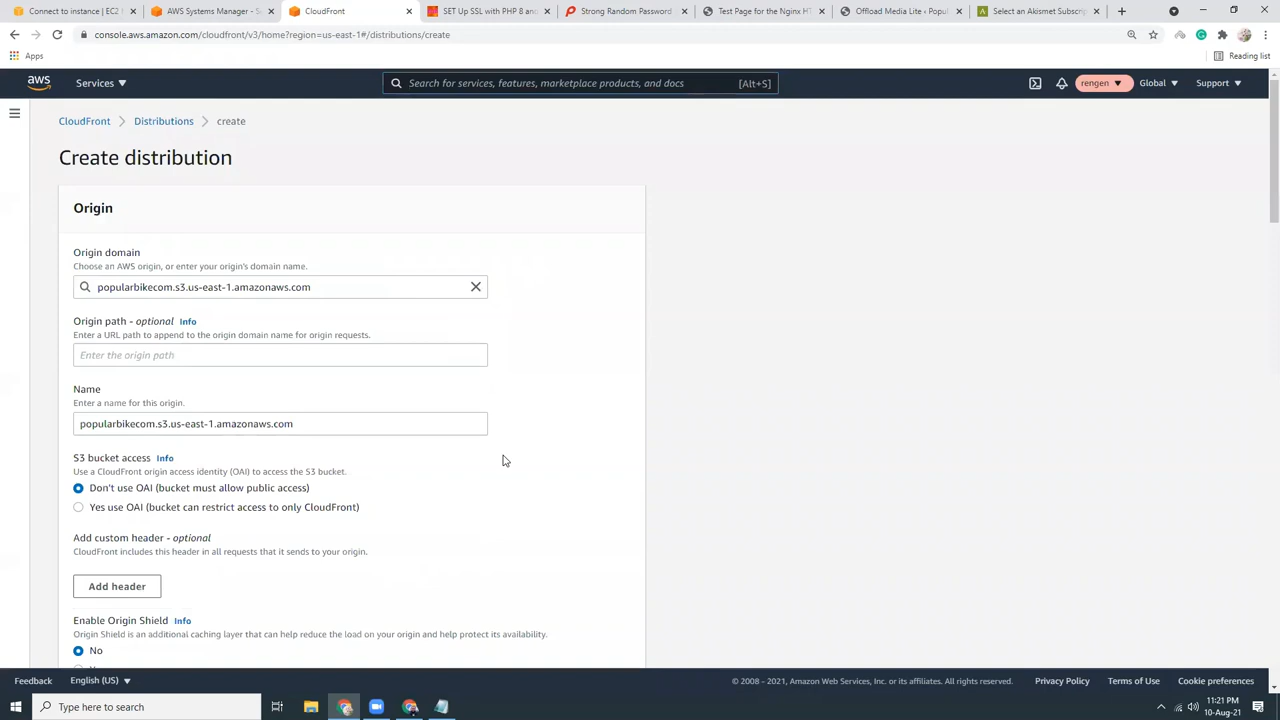 Connect to instance | EC2 |
AWS Systems Manager - S
CloudFront
SET Up SSL with PHP 8 and
Strong Random Password
Test Page for the Nginx HT
Offload Media Lite ‹ Popul
Select an Akismet Subscrip
console.aws.amazon.com/cloudfront/v3/home?region=us-east-1#/distributions/create
Apps
Reading list
aws
Services
Search for services, features, marketplace products, and docs
[Alt+S]
rengen
Global
Support
CloudFront
Distributions
create
Create distribution
Origin
Origin domain
Choose an AWS origin, or enter your origin's domain name.
popularbikecom.s3.us-east-1.amazonaws.com
Origin path - optional Info
Enter a URL path to append to the origin domain name for origin requests.
Enter the origin path
Name
Enter a name for this origin.
popularbikecom.s3.us-east-1.amazonaws.com
S3 bucket access Info
Use a CloudFront origin access identity (OAI) to access the S3 bucket.
Don't use OAI (bucket must allow public access)
Yes use OAI (bucket can restrict access to only CloudFront)
Add custom header - optional
CloudFront includes this header in all requests that it sends to your origin.
Add header
Enable Origin Shield Info
Origin Shield is an additional caching layer that can help reduce the load on your origin and help protect its availability.
No
Feedback
English (US)
© 2008 - 2021, Amazon Web Services, Inc. or its affiliates. All rights reserved.
Privacy Policy
Terms of Use
Cookie preferences
Type here to search
11:21 PM
10-Aug-21